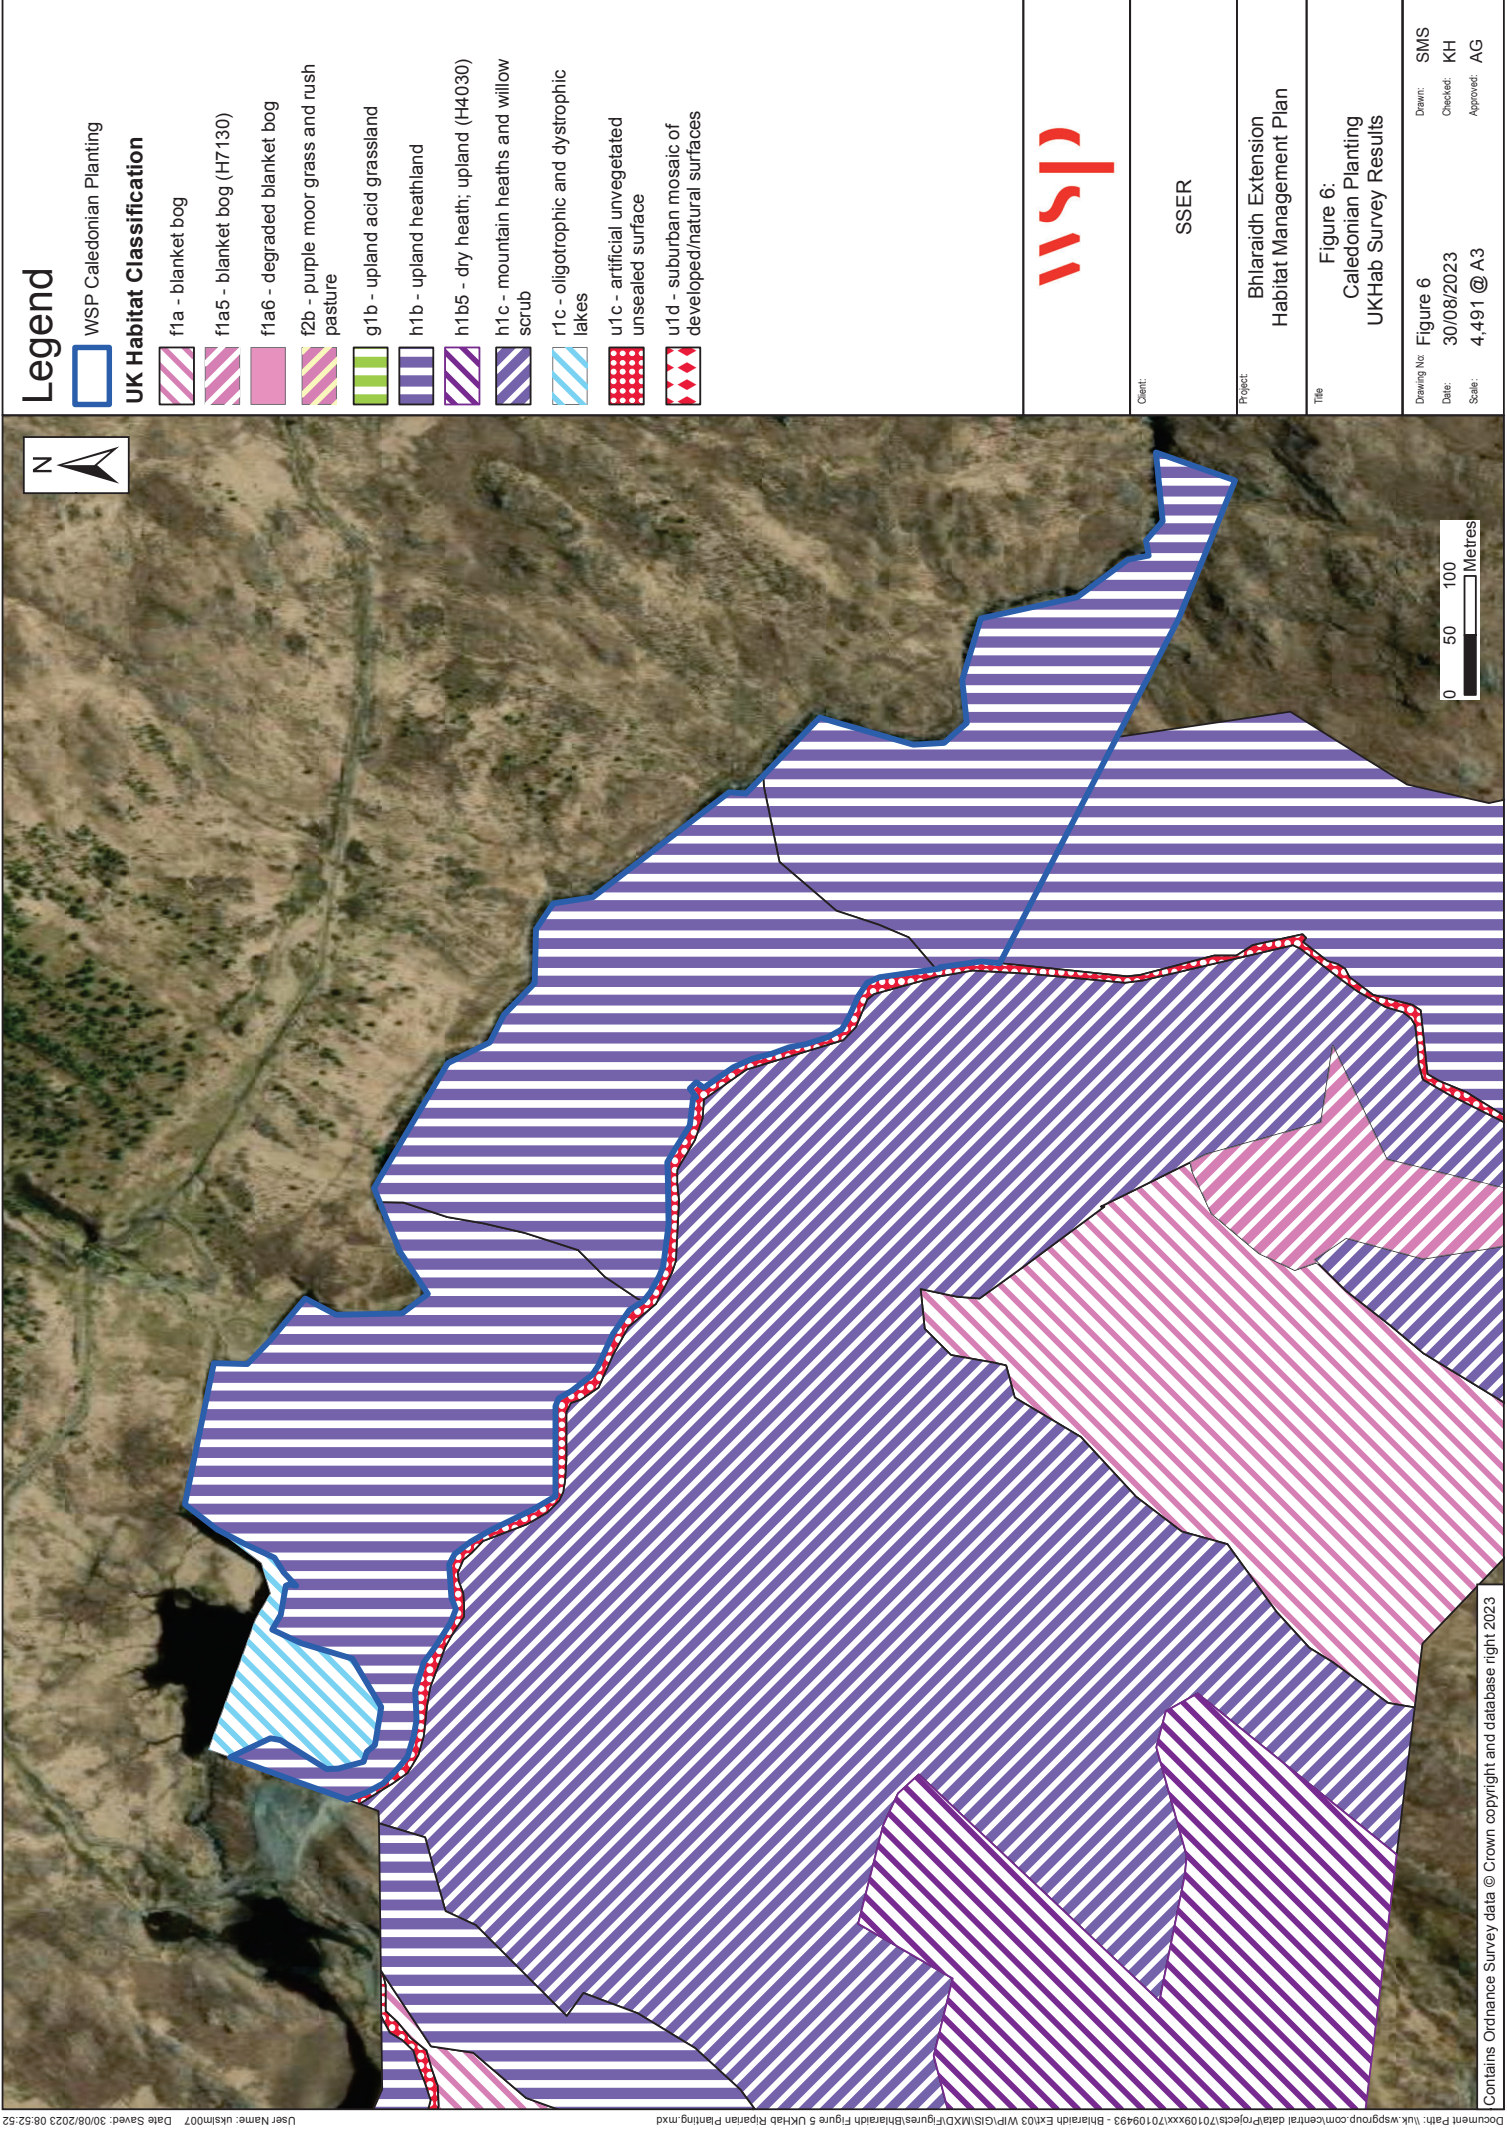 Legend
WSP Caledonian Planting
UK Habitat Classification
f1a - blanket bog
f1a5 - blanket bog (H7130)
f1a6 - degraded blanket bog
f2b - purple moor grass and rush
pasture
g1b - upland acid grassland
h1b - upland heathland
h1b5 - dry heath; upland (H4030)
h1c - mountain heaths and willow
scrub
r1c - oligotrophic and dystrophic
lakes
u1c - artificial unvegetated
unsealed surface
u1d - suburban mosaic of
developed/natural surfaces
wsp
Client:
SSER
Project:
Bhlaraidh Extension
Habitat Management Plan
Title
Figure 6:
Caledonian Planting
UKHab Survey Results
Drawing No: Figure 6 Drawn: SMS
Date: 30/08/2023 Checked: KH
Scale: 4,491 @ A3 Approved: AG
N
0 50 100
Metres
Contains Ordnance Survey data © Crown copyright and database right 2023
Document Path: \\uk.wspgroup.com\central data\Projects\70109xxx\70109493 - Bhlaraidh Ext\03 WIP\GIS\MXD\Figures\Bhlaraidh Figure 5 UKHab Riparian Planting.mxd
User Name: ukslm007 Date Saved: 30/08/2023 08:52:52